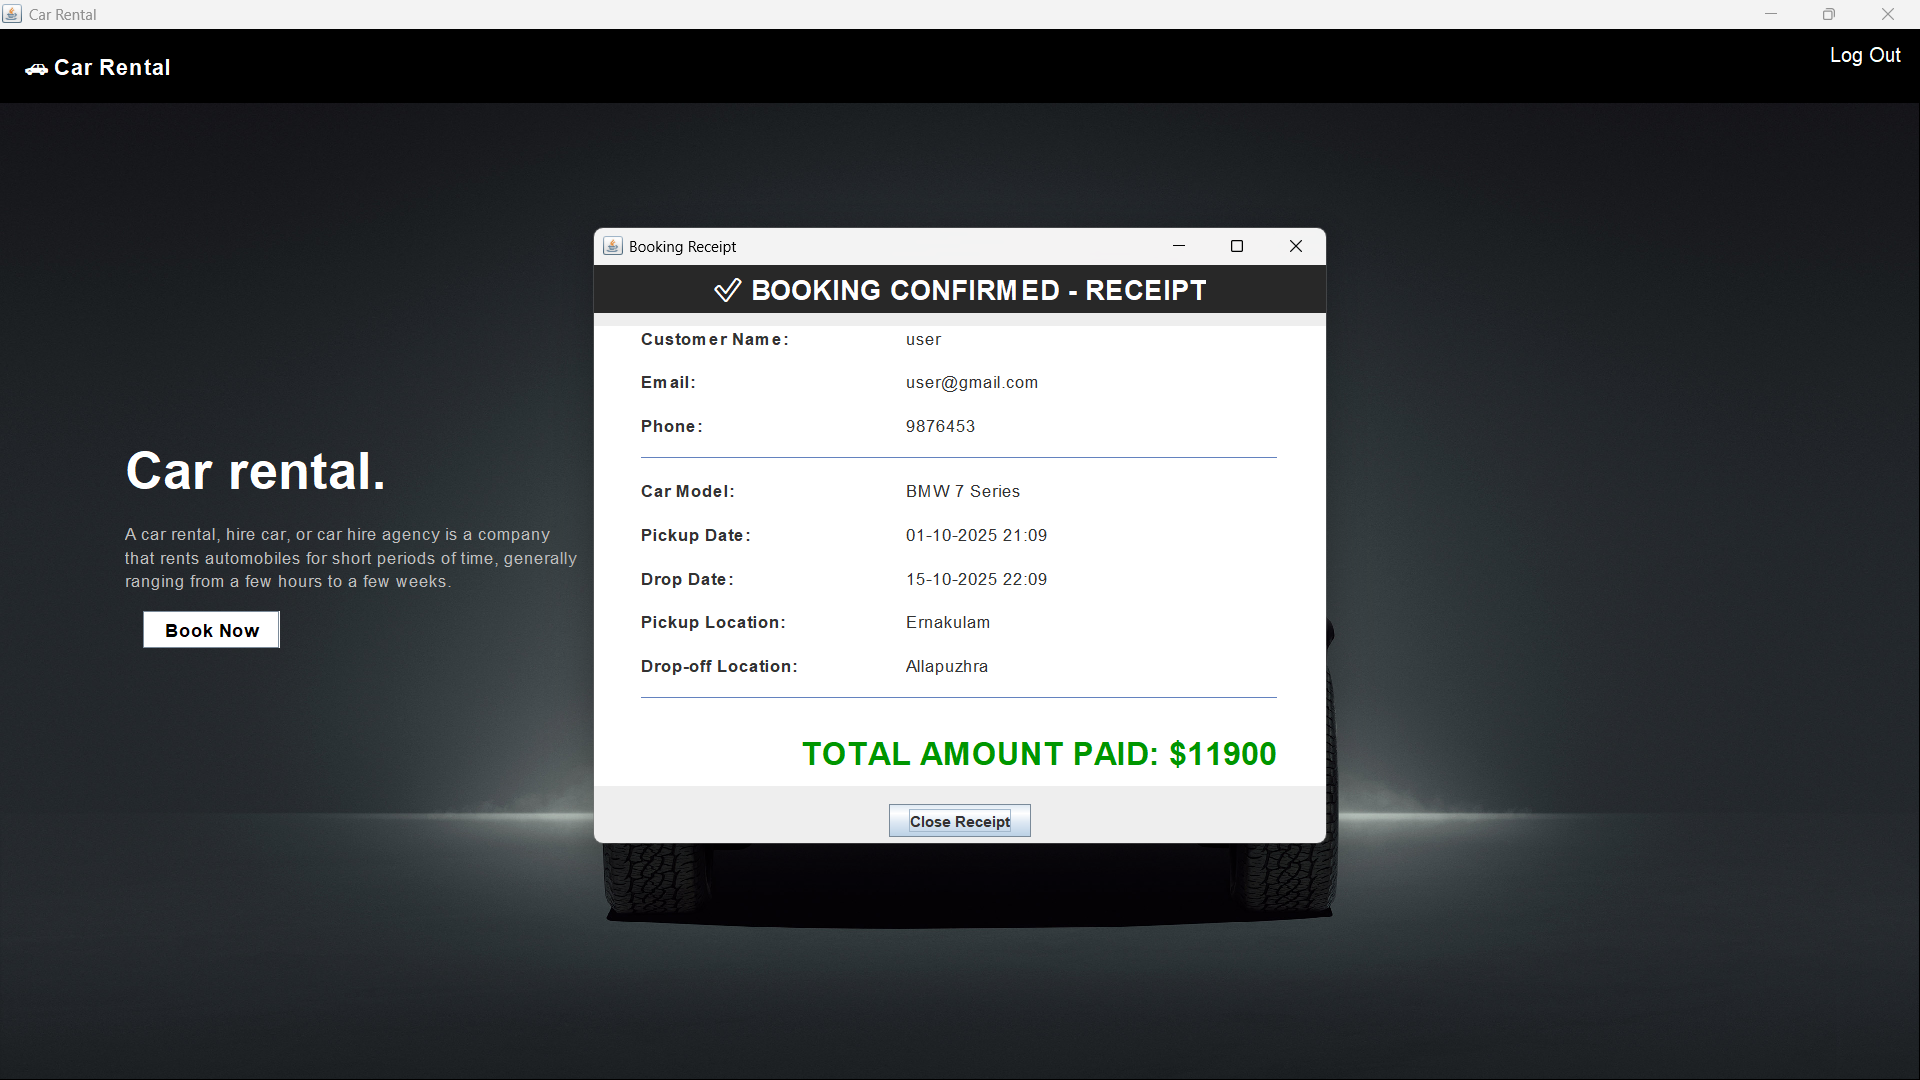 Car Rental
Car Rental
Log Out
Car rental.
A car rental, hire car, or car hire agency is a company
that rents automobiles for short periods of time, generally
ranging from a few hours to a few weeks.
Book Now
Booking Receipt
BOOKING CONFIRMED - RECEIPT
Customer Name: user
Email: user@gmail.com
Phone: 9876453
Car Model: BMW 7 Series
Pickup Date: 01-10-2025 21:09
Drop Date: 15-10-2025 22:09
Pickup Location: Ernakulam
Drop-off Location: Allapuzhra
TOTAL AMOUNT PAID: $11900
Close Receipt